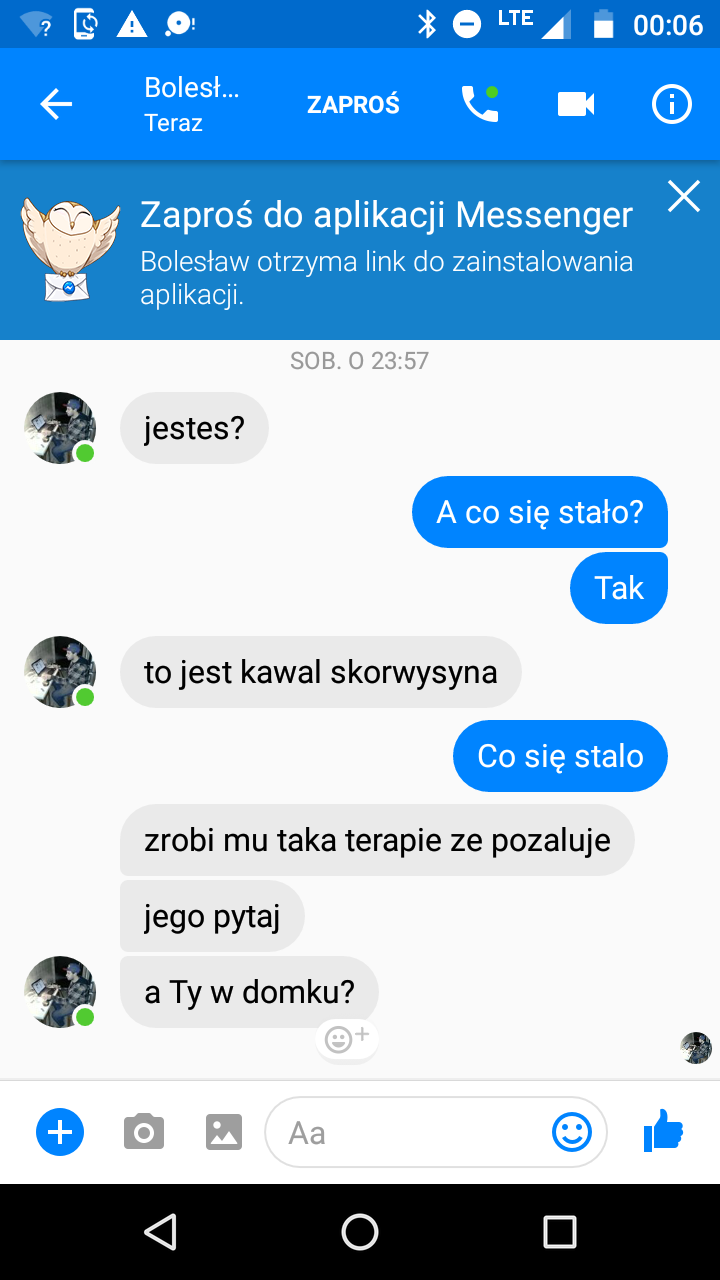 LTE 00:06
Bolesł...
Teraz
ZAPROŚ
Zaproś do aplikacji Messenger
Bolesław otrzyma link do zainstalowania
aplikacji.
SOB. O 23:57
jestes?
A co się stało?
Tak
to jest kawal skorwysyna
Co się stalo
zrobi mu taka terapie ze pozaluje
jego pytaj
a Ty w domku?
Aa